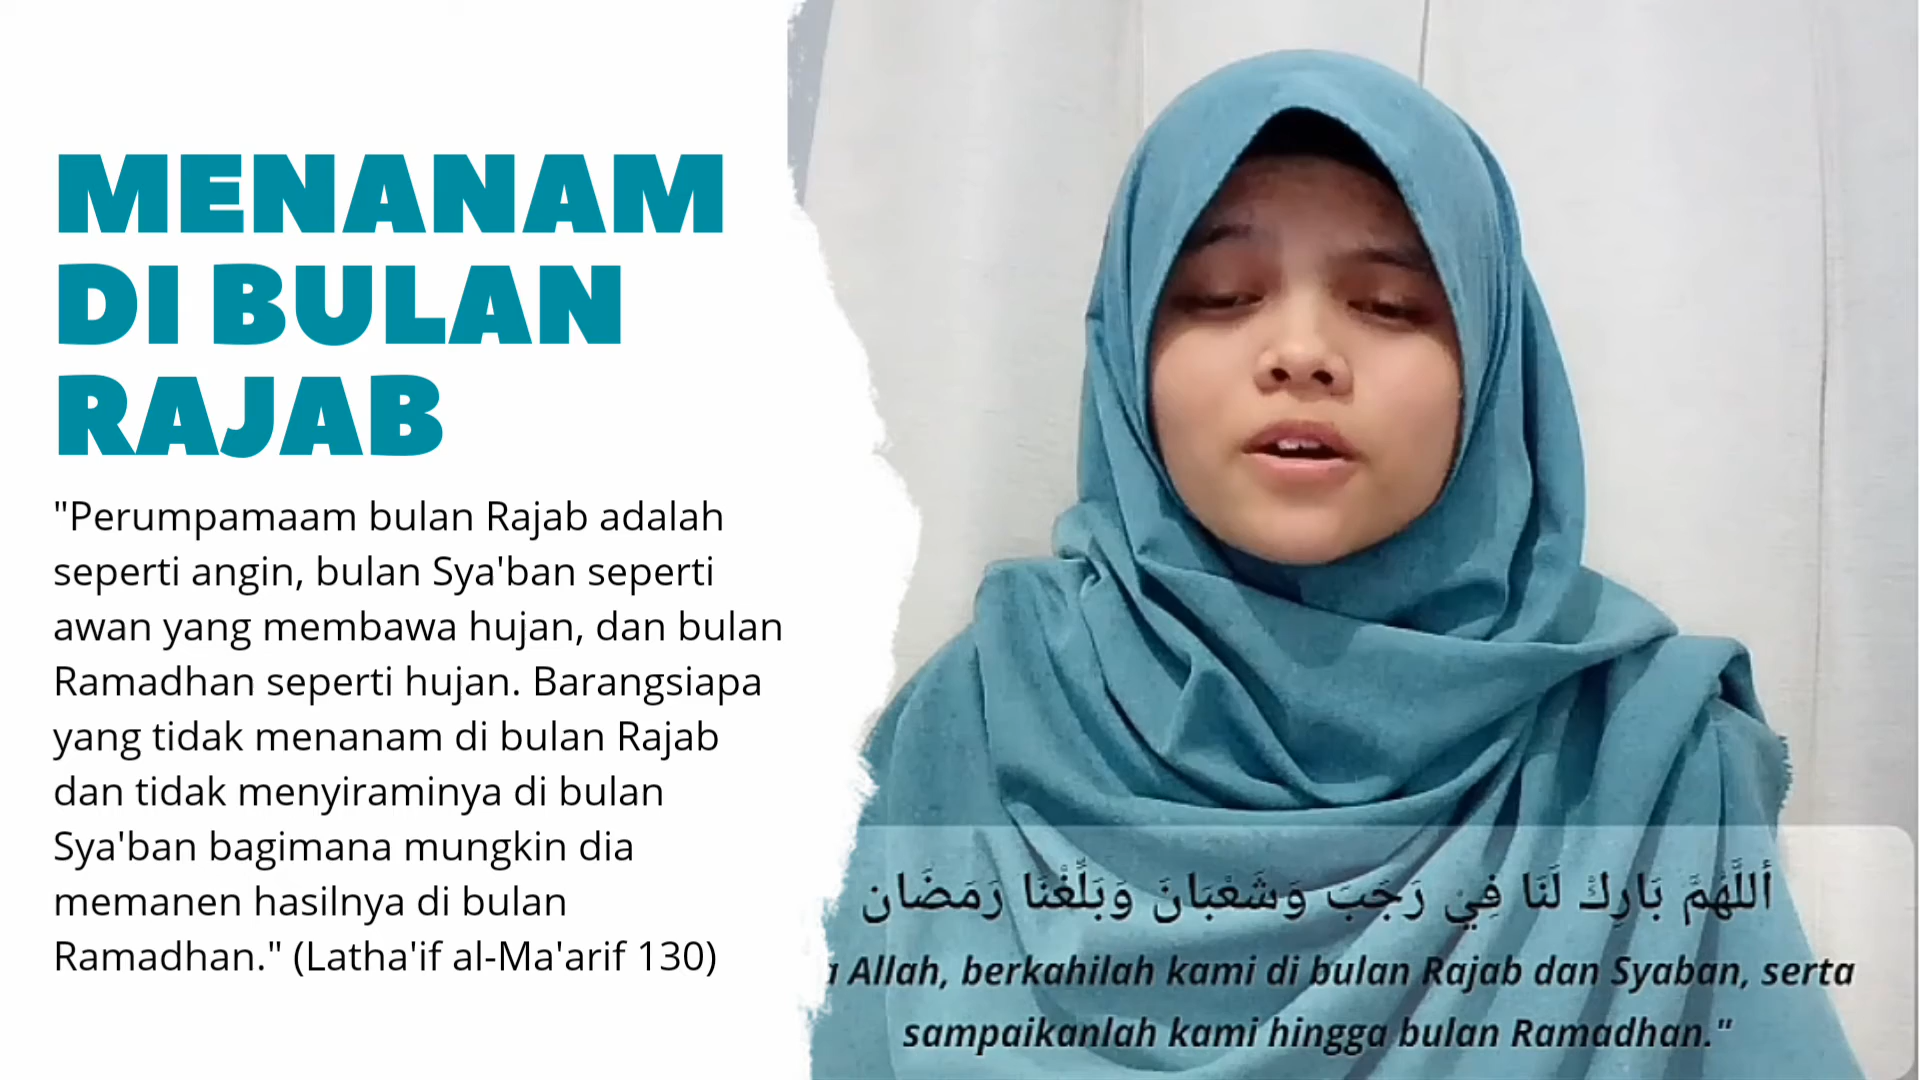 MENANAM
DI BULAN
RAJAB
"Perumpamaam bulan Rajab adalah
seperti angin, bulan Sya'ban seperti
awan yang membawa hujan, dan bulan
Ramadhan seperti hujan. Barangsiapa
yang tidak menanam di bulan Rajab
dan tidak menyiraminya di bulan
Sya'ban bagimana mungkin dia
memanen hasilnya di bulan
Ramadhan." (Latha'if al-Ma'arif 130)
أَللَّهُمَّ بَارِكْ لَنَا فِيْ رَجَبَ وَشَعْبَانَ وَبَلِّغْنَا رَمَضَان
a Allah, berkahilah kami di bulan Rajab dan Syaban, serta
sampaikanlah kami hingga bulan Ramadhan."